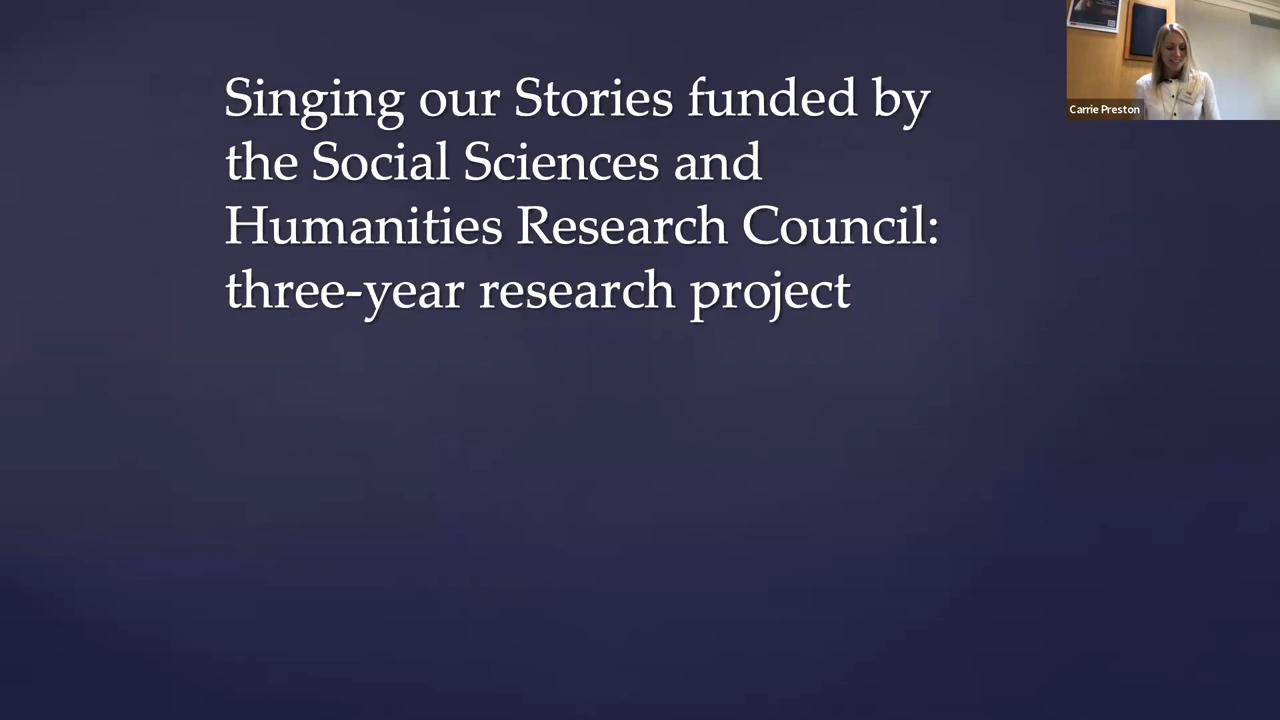 Singing our Stories funded by
the Social Sciences and
Humanities Research Council:
three-year research project
Carrie Preston